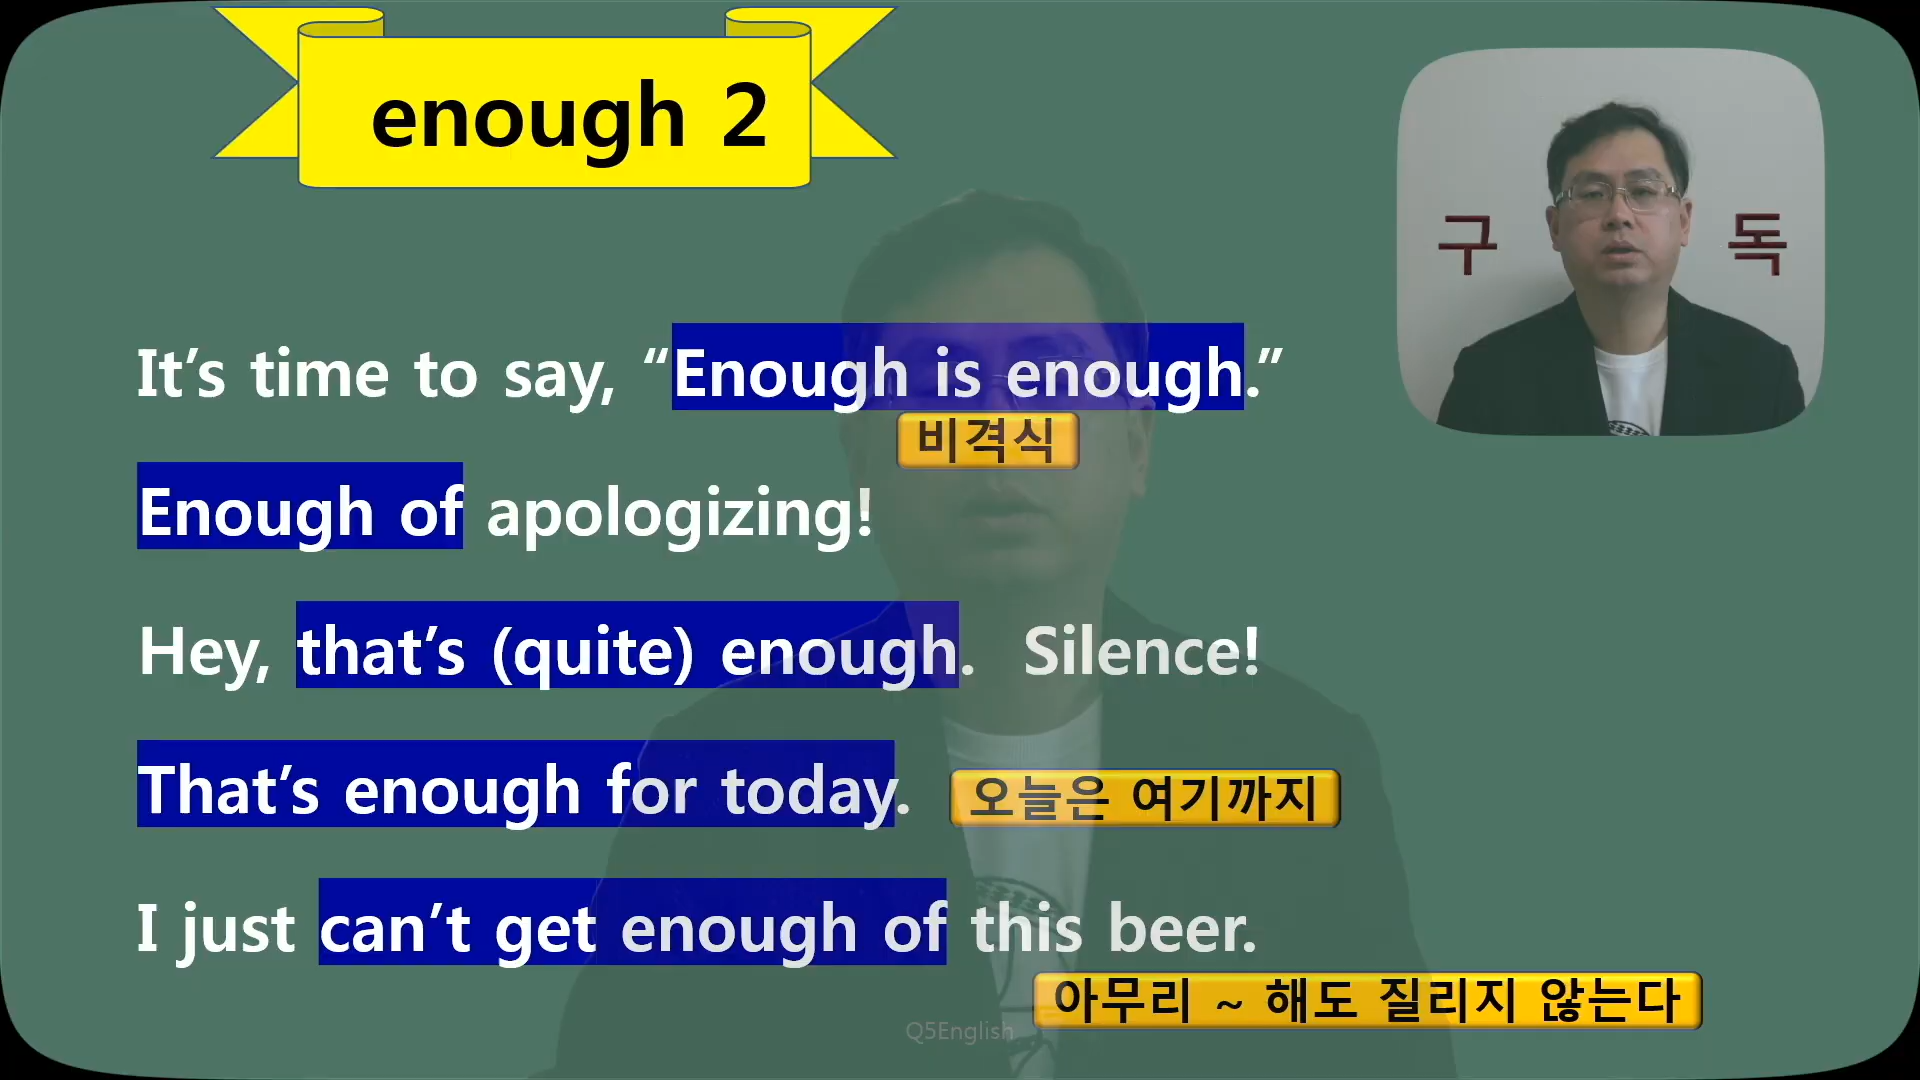 enough 2
구 독
It’s time to say, “Enough is enough.”
비격식
Enough of apologizing!
Hey, that’s (quite) enough. Silence!
That’s enough for today. 오늘은 여기까지
I just can’t get enough of this beer.
아무리 ~ 해도 질리지 않는다
Q5English